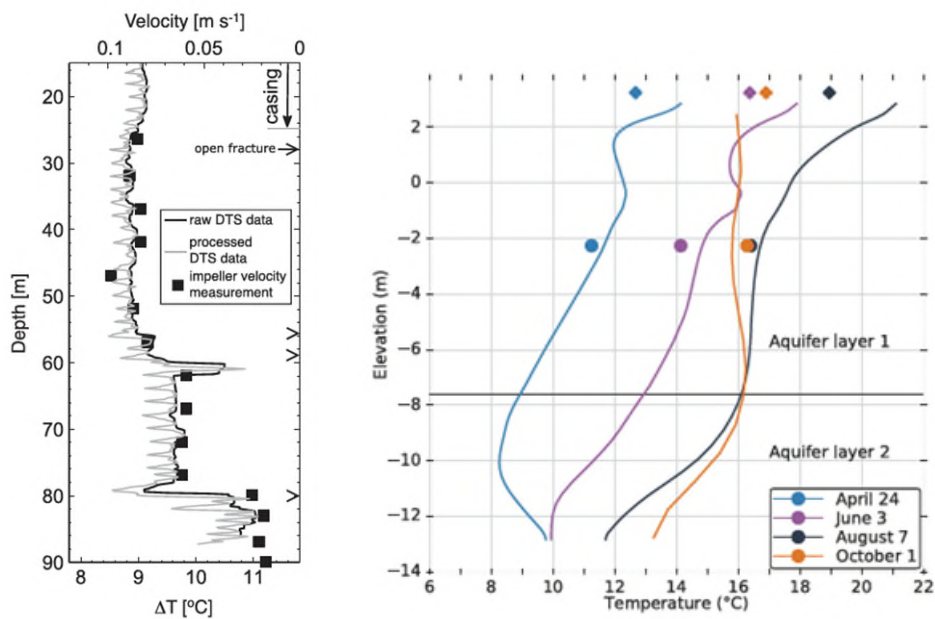 Velocity [m s⁻¹]
0.1 0.05 0
20
30
40
50
60
70
80
90
Depth [m]
casing
open fracture
raw DTS data
processed
DTS data
impeller velocity
measurement
8 9 10 11
ΔT [°C]
2
0
−2
−4
−6
−8
−10
−12
−14
Elevation (m)
Aquifer layer 1
Aquifer layer 2
April 24
June 3
August 7
October 1
6 8 10 12 14 16 18 20 22
Temperature (°C)